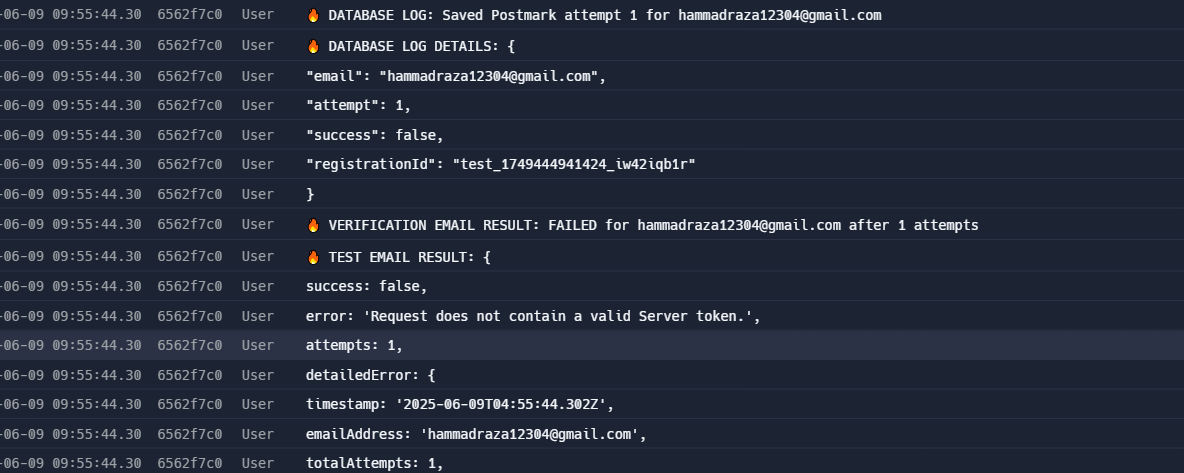 -06-09 09:55:44.30 6562f7c0 User 🔥 DATABASE LOG: Saved Postmark attempt 1 for hammadraza12304@gmail.com
-06-09 09:55:44.30 6562f7c0 User 🔥 DATABASE LOG DETAILS: {
-06-09 09:55:44.30 6562f7c0 User "email": "hammadraza12304@gmail.com",
-06-09 09:55:44.30 6562f7c0 User "attempt": 1,
-06-09 09:55:44.30 6562f7c0 User "success": false,
-06-09 09:55:44.30 6562f7c0 User "registrationId": "test_1749444941424_iw42iqb1r"
-06-09 09:55:44.30 6562f7c0 User }
-06-09 09:55:44.30 6562f7c0 User 🔥 VERIFICATION EMAIL RESULT: FAILED for hammadraza12304@gmail.com after 1 attempts
-06-09 09:55:44.30 6562f7c0 User 🔥 TEST EMAIL RESULT: {
-06-09 09:55:44.30 6562f7c0 User success: false,
-06-09 09:55:44.30 6562f7c0 User error: 'Request does not contain a valid Server token.',
-06-09 09:55:44.30 6562f7c0 User attempts: 1,
-06-09 09:55:44.30 6562f7c0 User detailedError: {
-06-09 09:55:44.30 6562f7c0 User timestamp: '2025-06-09T04:55:44.302Z',
-06-09 09:55:44.30 6562f7c0 User emailAddress: 'hammadraza12304@gmail.com',
-06-09 09:55:44.30 6562f7c0 User totalAttempts: 1,